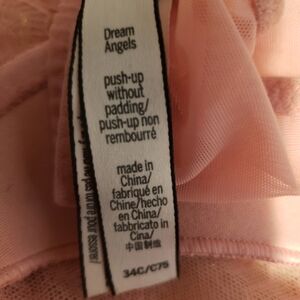 Dream
Angels
push-up
without
padding/
push-up non
rembourré
made in
China/
fabriqué en
Chine/hecho
en China/
fabbricato in
Cina/
中国制造
34C/C75